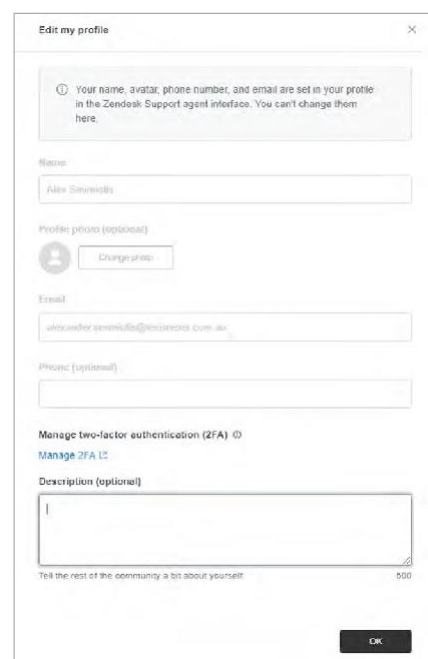 Edit my profile
Your name, avatar, phone number, and email are set in your profile
in the Zendesk Support agent interface. You can't change them
here.
Name
Alex
Profile photo (optional)
Change photo
Email
Phone (optional)
Manage two-factor authentication (2FA)
Manage 2FA
Description (optional)
Tell the rest of the community a bit about yourself
500
OK